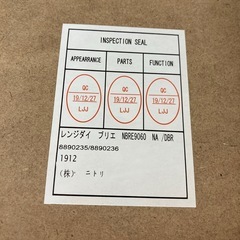 INSPECTION SEAL
APPEARANCE PARTS FUNCTION
QC QC QC
19/12/27 19/12/27 19/12/27
LJJ LJJ LJJ
レンジダイ ブリエ NBRE9060 NA /DBR
8890235/8890236
1912
(株) ニトリ